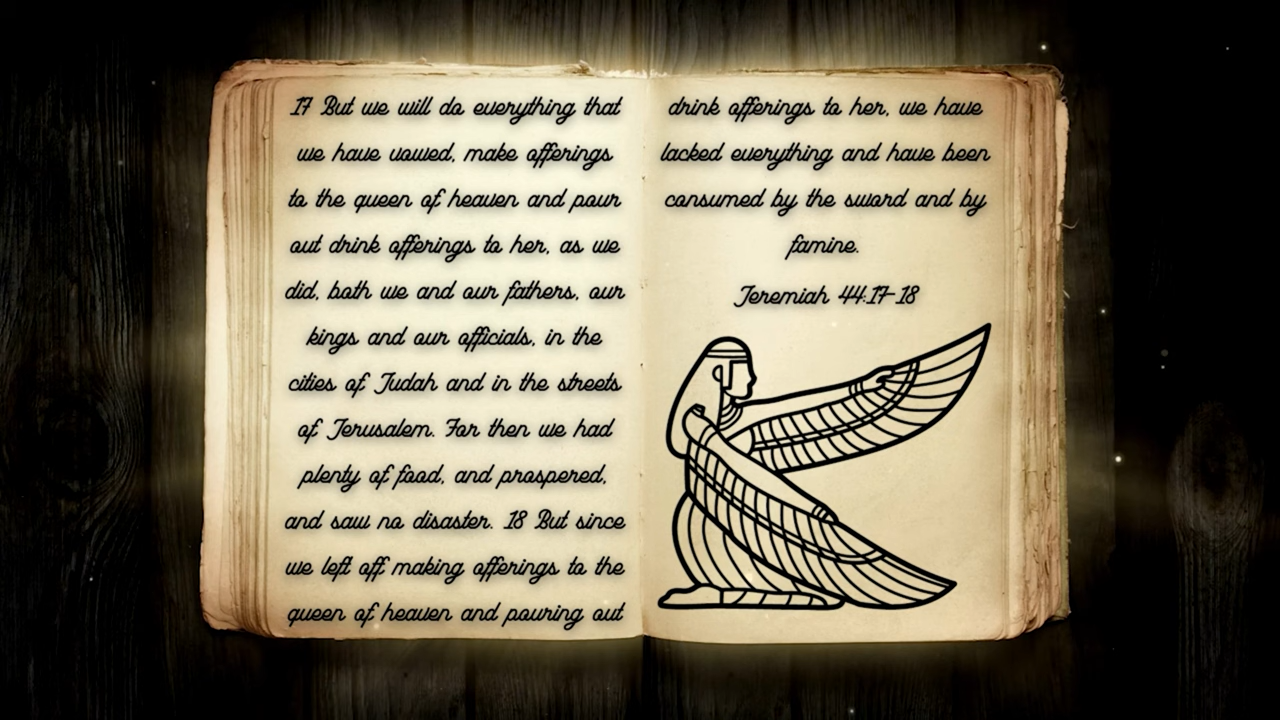 17 But we will do everything that
we have vowed, make offerings
to the queen of heaven and pour
out drink offerings to her, as we
did, both we and our fathers, our
kings and our officials, in the
cities of Judah and in the streets
of Jerusalem. For then we had
plenty of food, and prospered,
and saw no disaster. 18 But since
we left off making offerings to the
queen of heaven and pouring out
drink offerings to her, we have
lacked everything and have been
consumed by the sword and by
famine.
Jeremiah 44:17-18